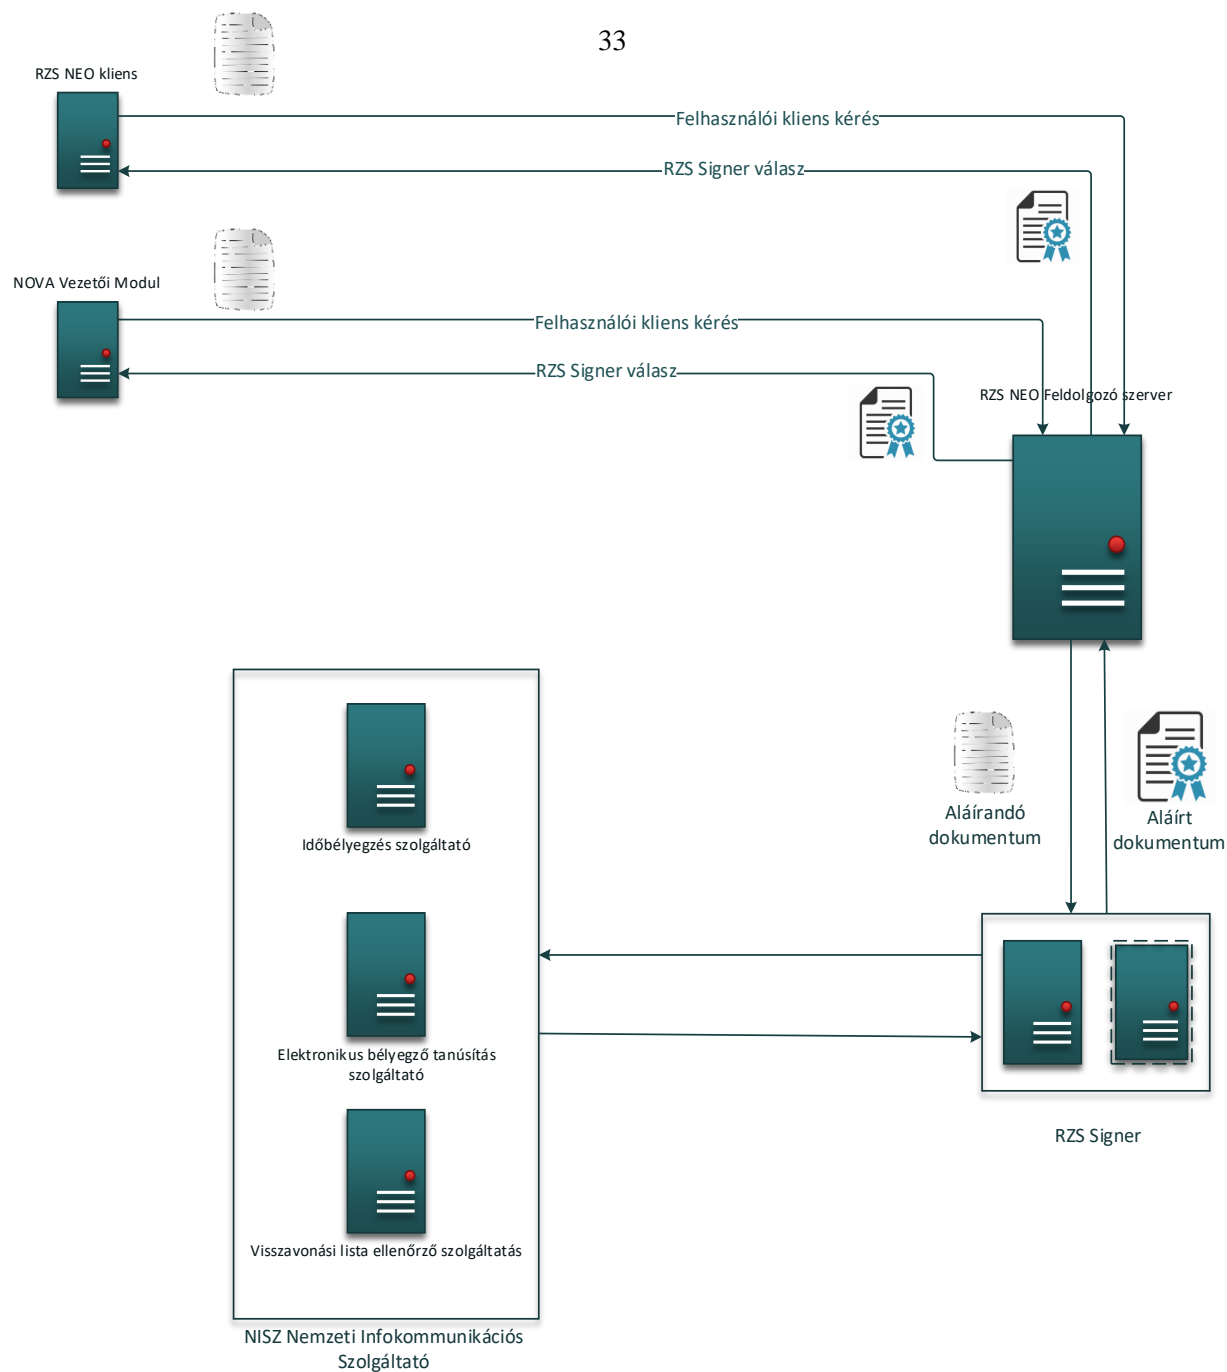 33
RZS NEO kliens
Felhasználói kliens kérés
RZS Signer válasz
NOVA Vezetői Modul
Felhasználói kliens kérés
RZS Signer válasz
RZS NEO Feldolgozó szerver
Aláírandó
dokumentum
Aláírt
dokumentum
Időbélyegzés szolgáltató
Elektronikus bélyegző tanúsítás
szolgáltató
RZS Signer
Visszavonási lista ellenőrző szolgáltatás
NISZ Nemzeti Infokommunikációs
Szolgáltató